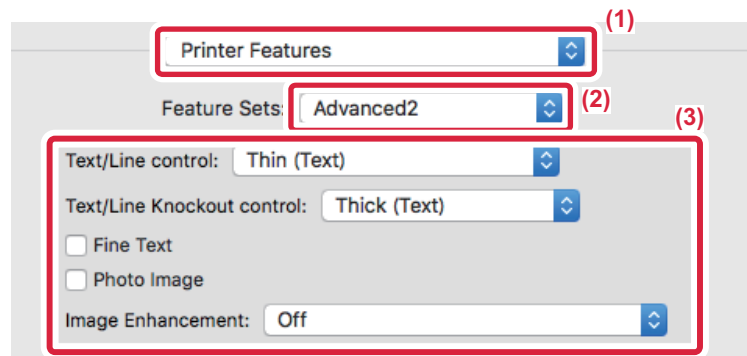 (1)
Printer Features
Feature Sets: Advanced2
(2)
(3)
Text/Line control: Thin (Text)
Text/Line Knockout control: Thick (Text)
Fine Text
Photo Image
Image Enhancement: Off